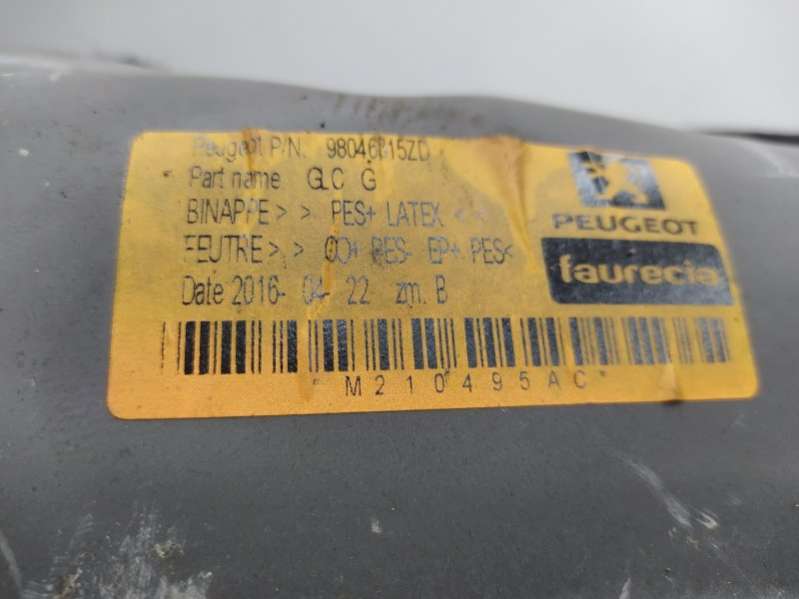 Peugeot P/N. 98046815ZD
Part name GLC G
BINAPPE> > PES+ LATEX < <
FEUTRE> > CO+ PES- EP+ PES<
Date 2016- 04- 22 zm. B
PEUGEOT
faurecia
M210495AC